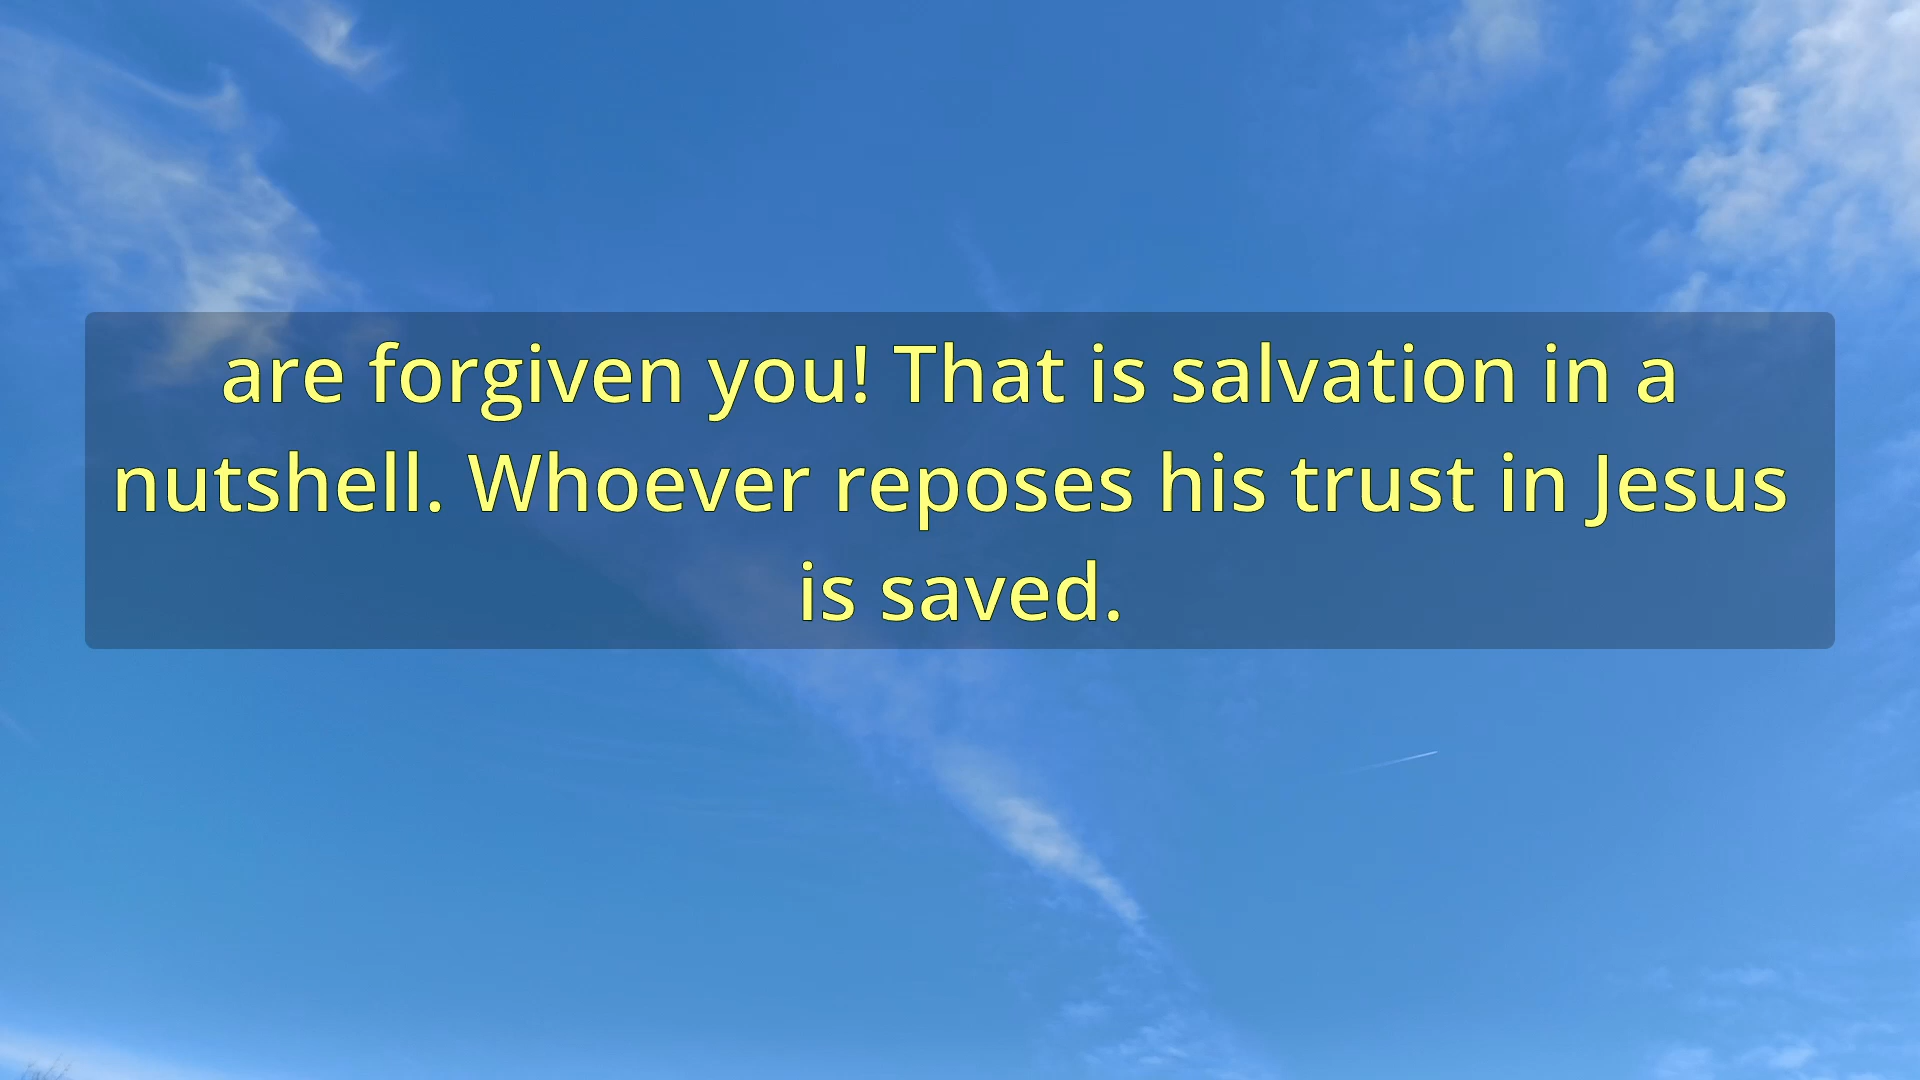 are forgiven you! That is salvation in a
nutshell. Whoever reposes his trust in Jesus
is saved.